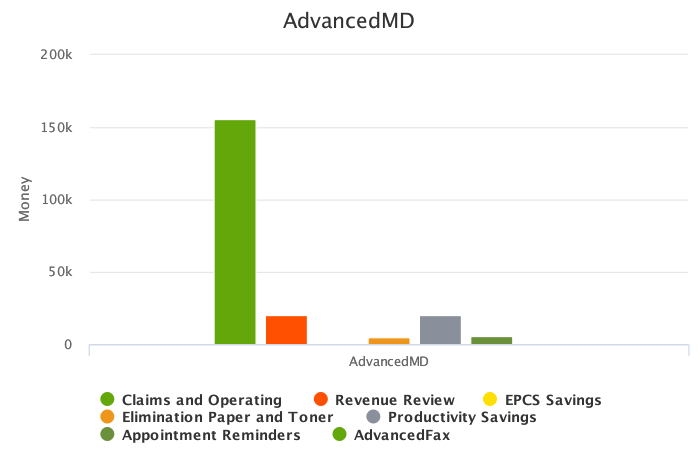 AdvancedMD
200k
150k
100k
50k
0
Money
AdvancedMD
Claims and Operating Revenue Review EPCS Savings
Elimination Paper and Toner Productivity Savings
Appointment Reminders AdvancedFax